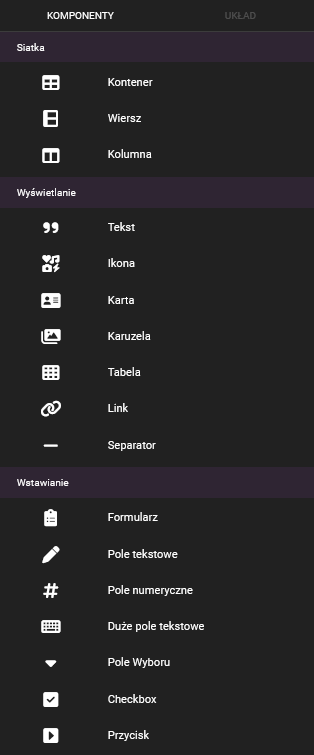 KOMPONENTY UKŁAD
Siatka
Kontener
Wiersz
Kolumna
Wyświetlanie
Tekst
Ikona
Karta
Karuzela
Tabela
Link
Separator
Wstawianie
Formularz
Pole tekstowe
Pole numeryczne
Duże pole tekstowe
Pole Wyboru
Checkbox
Przycisk